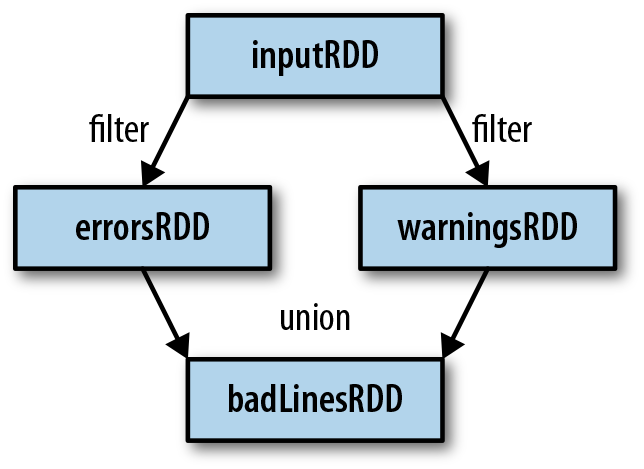 inputRDD
filter
filter
errorsRDD
warningsRDD
union
badLinesRDD